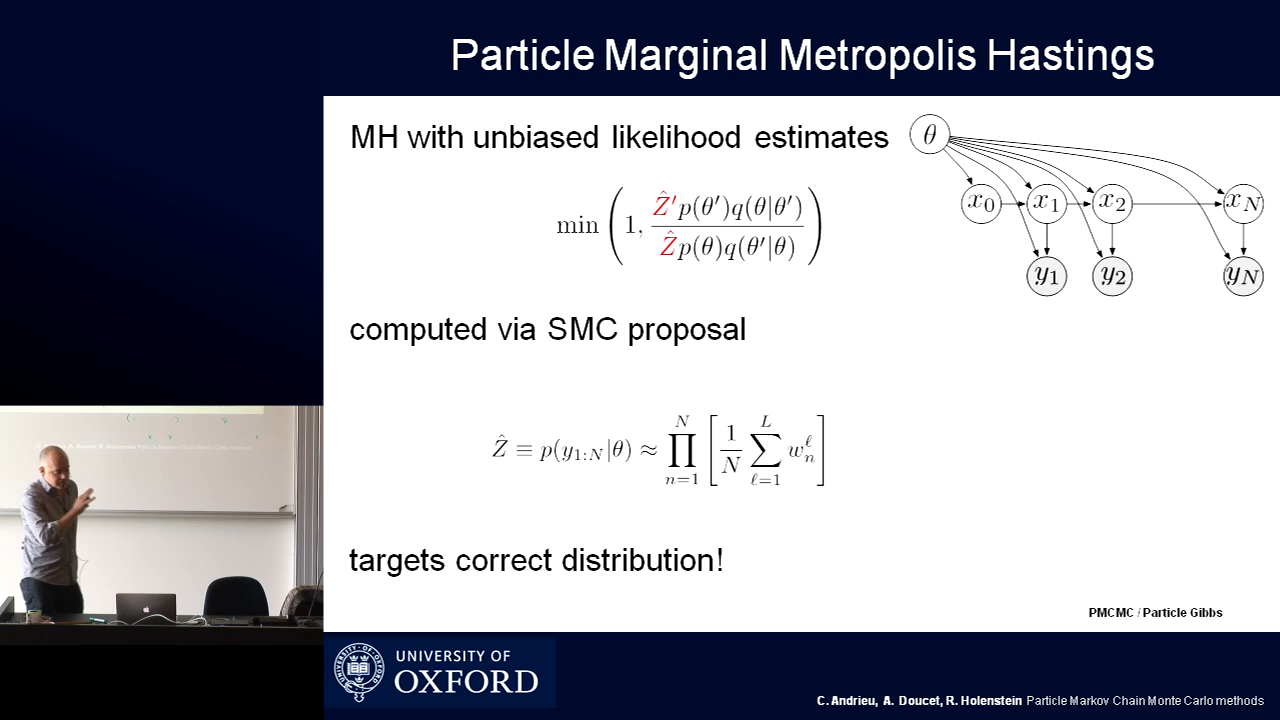 Particle Marginal Metropolis Hastings
MH with unbiased likelihood estimates
min ( 1, Ẑ′p(θ′)q(θ|θ′) / Ẑp(θ)q(θ′|θ) )
θ
x₀ x₁ x₂ x_N
y₁ y₂ y_N
computed via SMC proposal
Ẑ ≡ p(y₁:N|θ) ≈ ∏_{n=1}^{N} [ 1/N ∑_{ℓ=1}^{L} w_n^ℓ ]
targets correct distribution!
PMCMC / Particle Gibbs
UNIVERSITY OF
OXFORD
C. Andrieu, A. Doucet, R. Holenstein Particle Markov Chain Monte Carlo methods